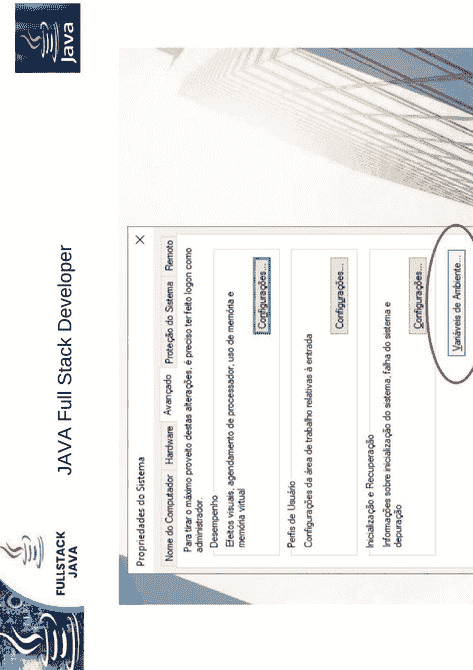 FULLSTACK
JAVA
JAVA Full Stack Developer
Java
Propriedades do Sistema
Nome do Computador Hardware Avançado Proteção do Sistema Remoto
Para tirar o máximo proveito destas alterações, é preciso ter feito logon como
administrador.
Desempenho
Efeitos visuais, agendamento de processador, uso de memória e
memória virtual
Configurações...
Perfis de Usuário
Configurações da área de trabalho relativas à entrada
Configurações...
Inicialização e Recuperação
Informações sobre inicialização do sistema, falha do sistema e
depuração
Configurações...
Variáveis de Ambiente...